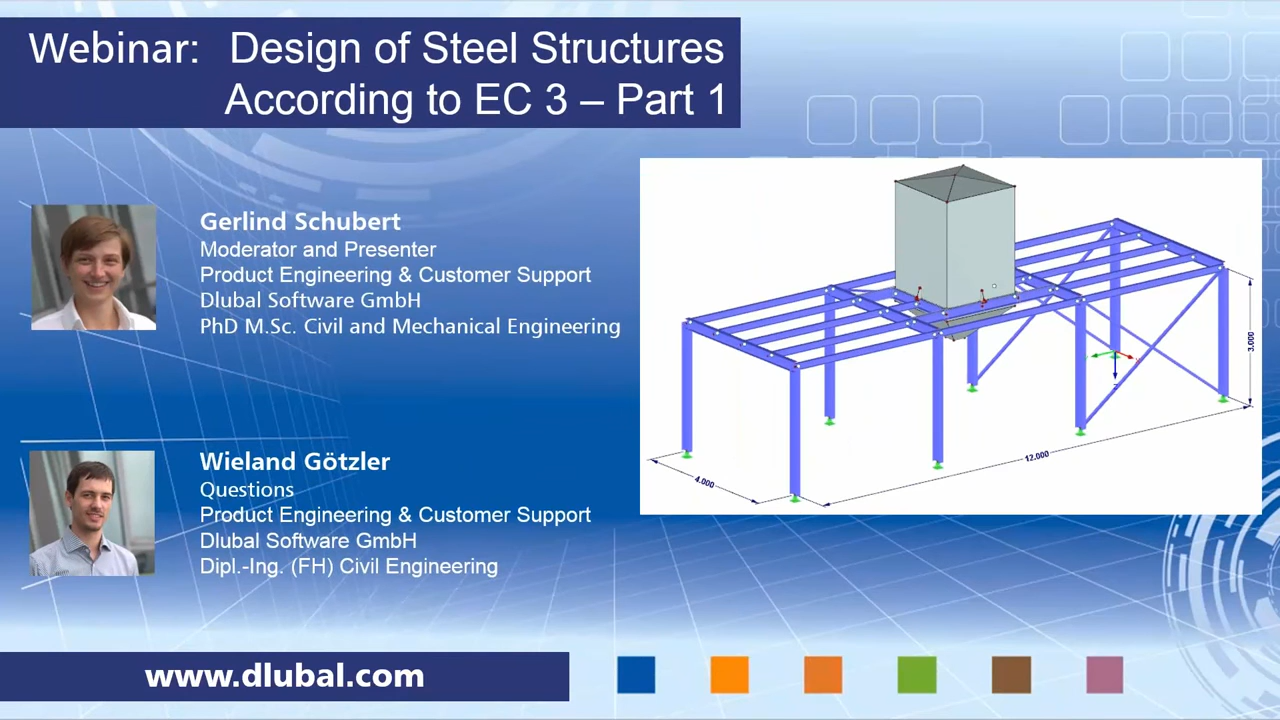 Webinar: Design of Steel Structures
According to EC 3 – Part 1
Gerlind Schubert
Moderator and Presenter
Product Engineering & Customer Support
Dlubal Software GmbH
PhD M.Sc. Civil and Mechanical Engineering
3.000
12.000
4.000
Wieland Götzler
Questions
Product Engineering & Customer Support
Dlubal Software GmbH
Dipl.-Ing. (FH) Civil Engineering
www.dlubal.com